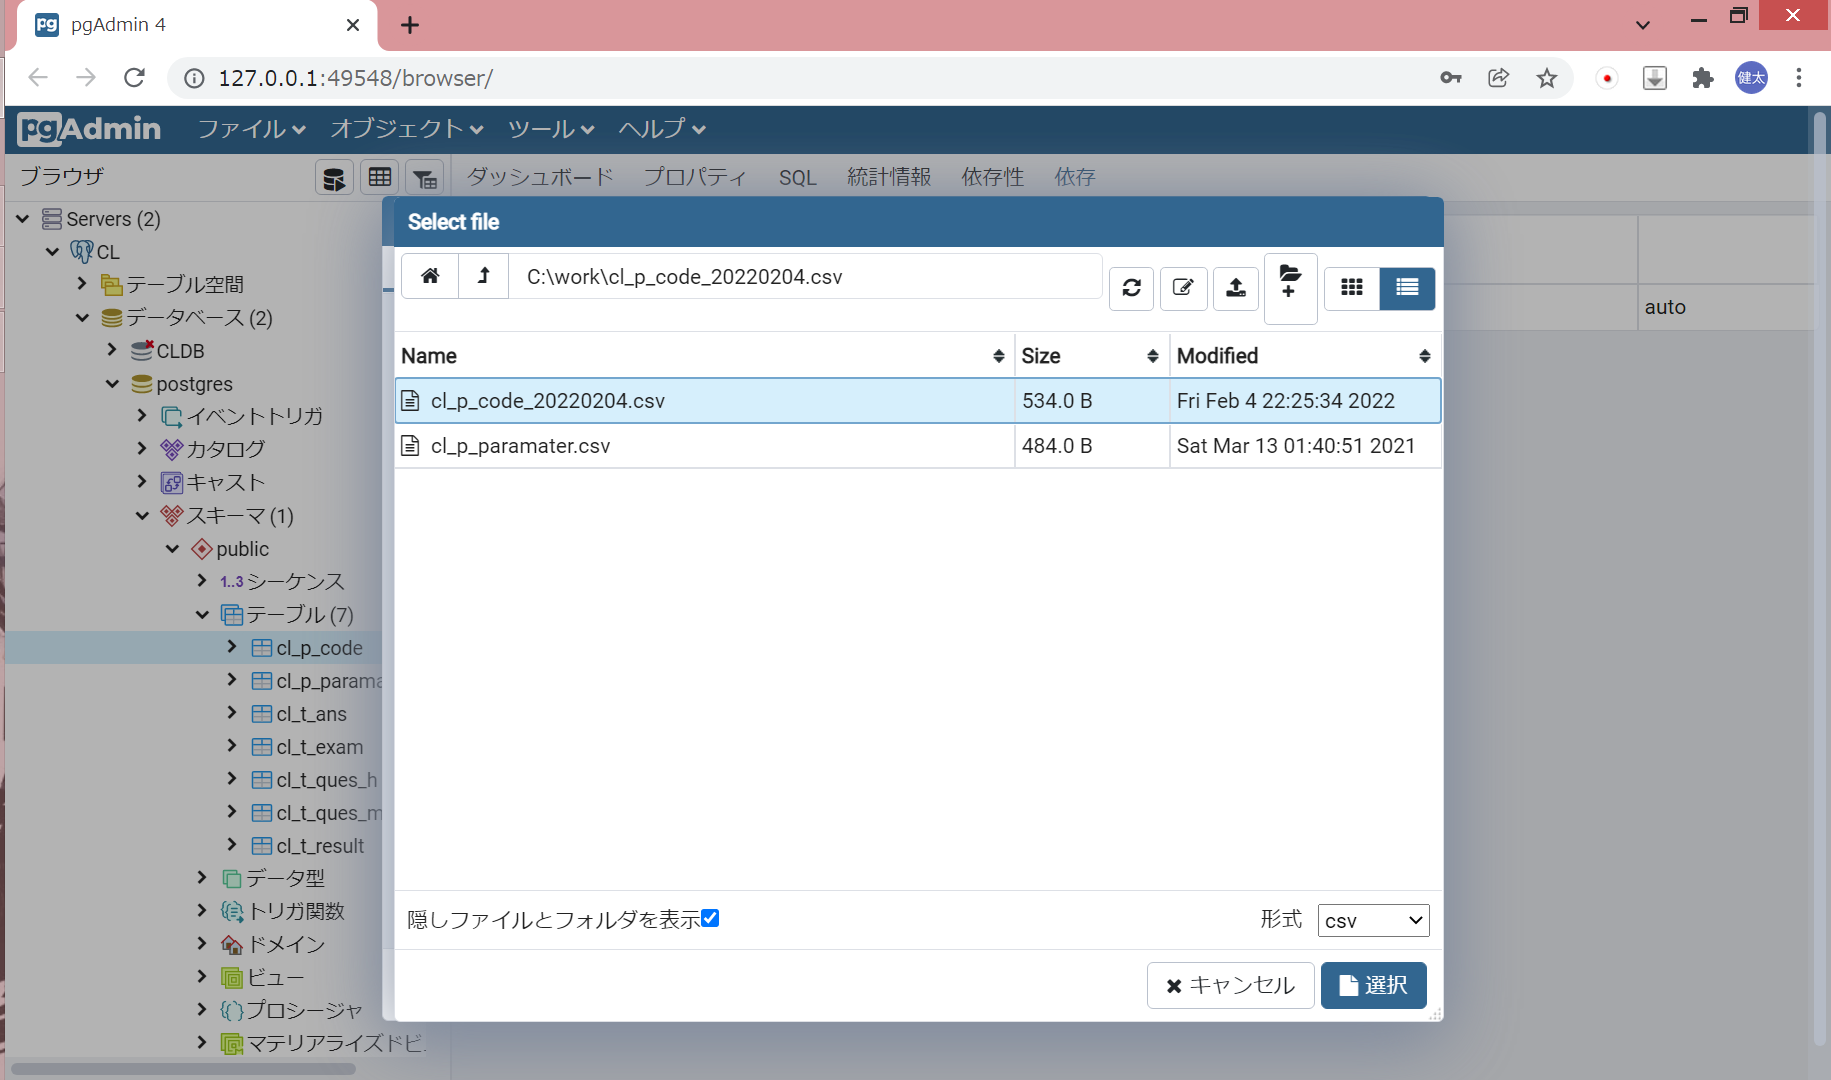 pg pgAdmin 4
127.0.0.1:49548/browser/
健太
pgAdmin ファイル オブジェクト ツール ヘルプ
ブラウザ
ダッシュボード プロパティ SQL 統計情報 依存性 依存
Servers (2)
CL
テーブル空間
データベース (2)
CLDB
postgres
イベントトリガ
カタログ
キャスト
スキーマ (1)
public
1..3 シーケンス
テーブル (7)
cl_p_code
cl_p_parama
cl_t_ans
cl_t_exam
cl_t_ques_h
cl_t_ques_m
cl_t_result
データ型
トリガ関数
ドメイン
ビュー
プロシージャ
マテリアライズドビ..
Select file
C:\work\cl_p_code_20220204.csv
Name Size Modified
cl_p_code_20220204.csv 534.0 B Fri Feb 4 22:25:34 2022
cl_p_paramater.csv 484.0 B Sat Mar 13 01:40:51 2021
隠しファイルとフォルダを表示
形式 csv
キャンセル 選択
auto